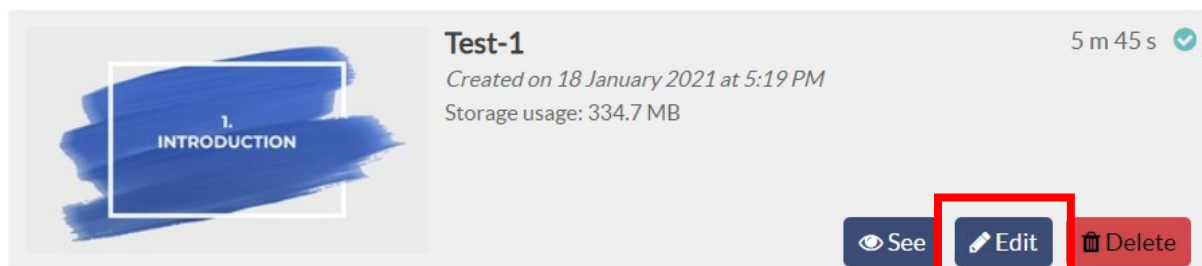 1.
INTRODUCTION
Test-1
5 m 45 s
Created on 18 January 2021 at 5:19 PM
Storage usage: 334.7 MB
See
Edit
Delete